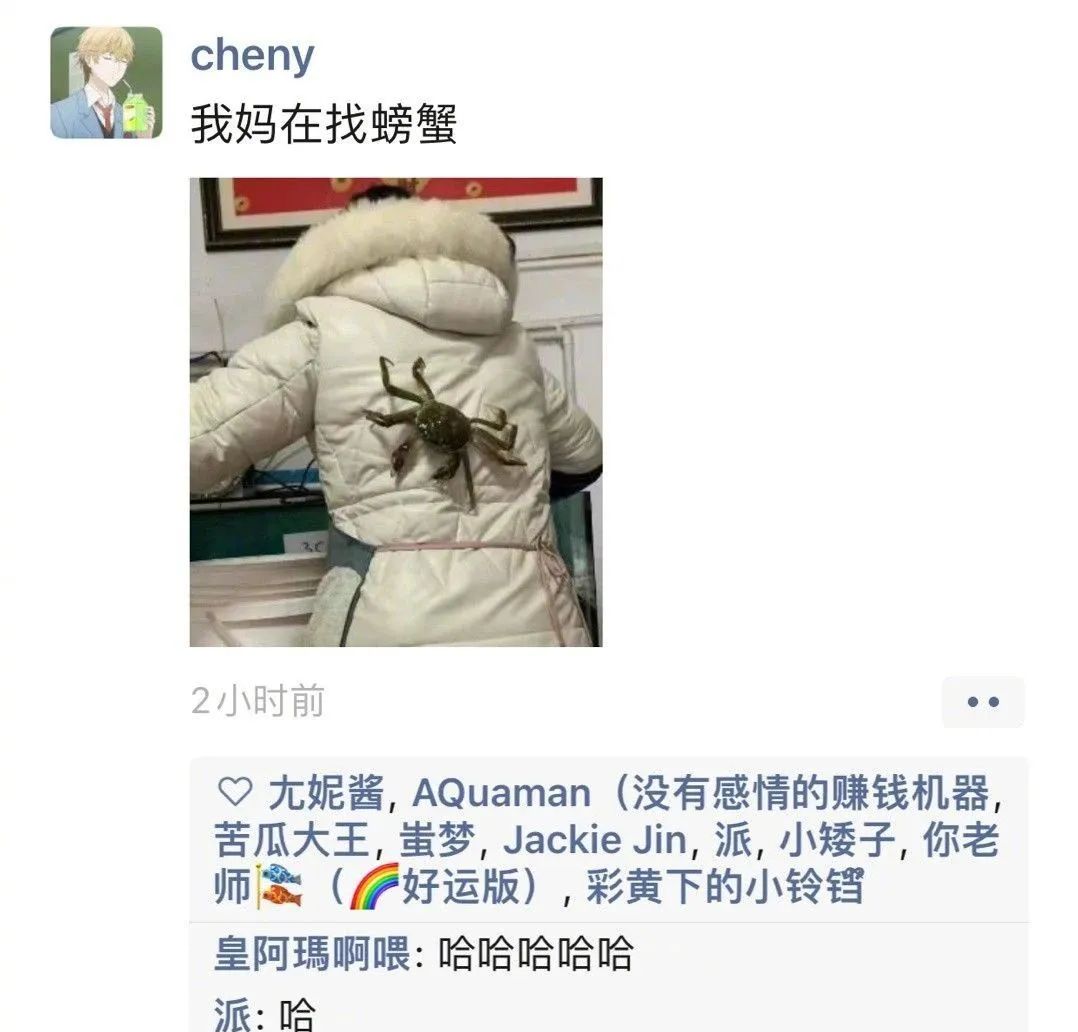 cheny
我妈在找螃蟹
2小时前
尢妮酱, AQuaman（没有感情的赚钱机器,
苦瓜大王, 蚩梦, Jackie Jin, 派, 小矮子, 你老
师🎏（🌈好运版）, 彩黄下的小铃铛
皇阿瑪啊喂: 哈哈哈哈哈
派: 哈